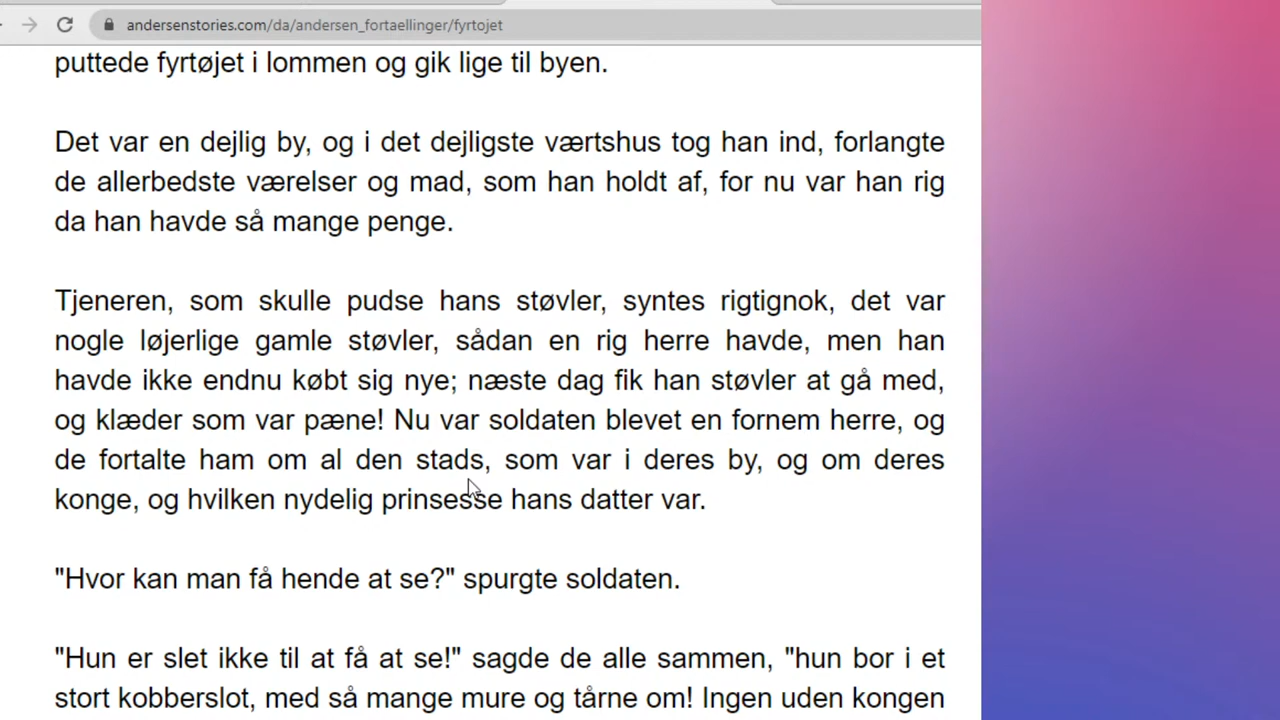 andersenstories.com/da/andersen_fortaellinger/fyrtojet
puttede fyrtøjet i lommen og gik lige til byen.
Det var en dejlig by, og i det dejligste værtshus tog han ind, forlangte
de allerbedste værelser og mad, som han holdt af, for nu var han rig
da han havde så mange penge.
Tjeneren, som skulle pudse hans støvler, syntes rigtignok, det var
nogle løjerlige gamle støvler, sådan en rig herre havde, men han
havde ikke endnu købt sig nye; næste dag fik han støvler at gå med,
og klæder som var pæne! Nu var soldaten blevet en fornem herre, og
de fortalte ham om al den stads, som var i deres by, og om deres
konge, og hvilken nydelig prinsesse hans datter var.
"Hvor kan man få hende at se?" spurgte soldaten.
"Hun er slet ikke til at få at se!" sagde de alle sammen, "hun bor i et
stort kobberslot, med så mange mure og tårne om! Ingen uden kongen